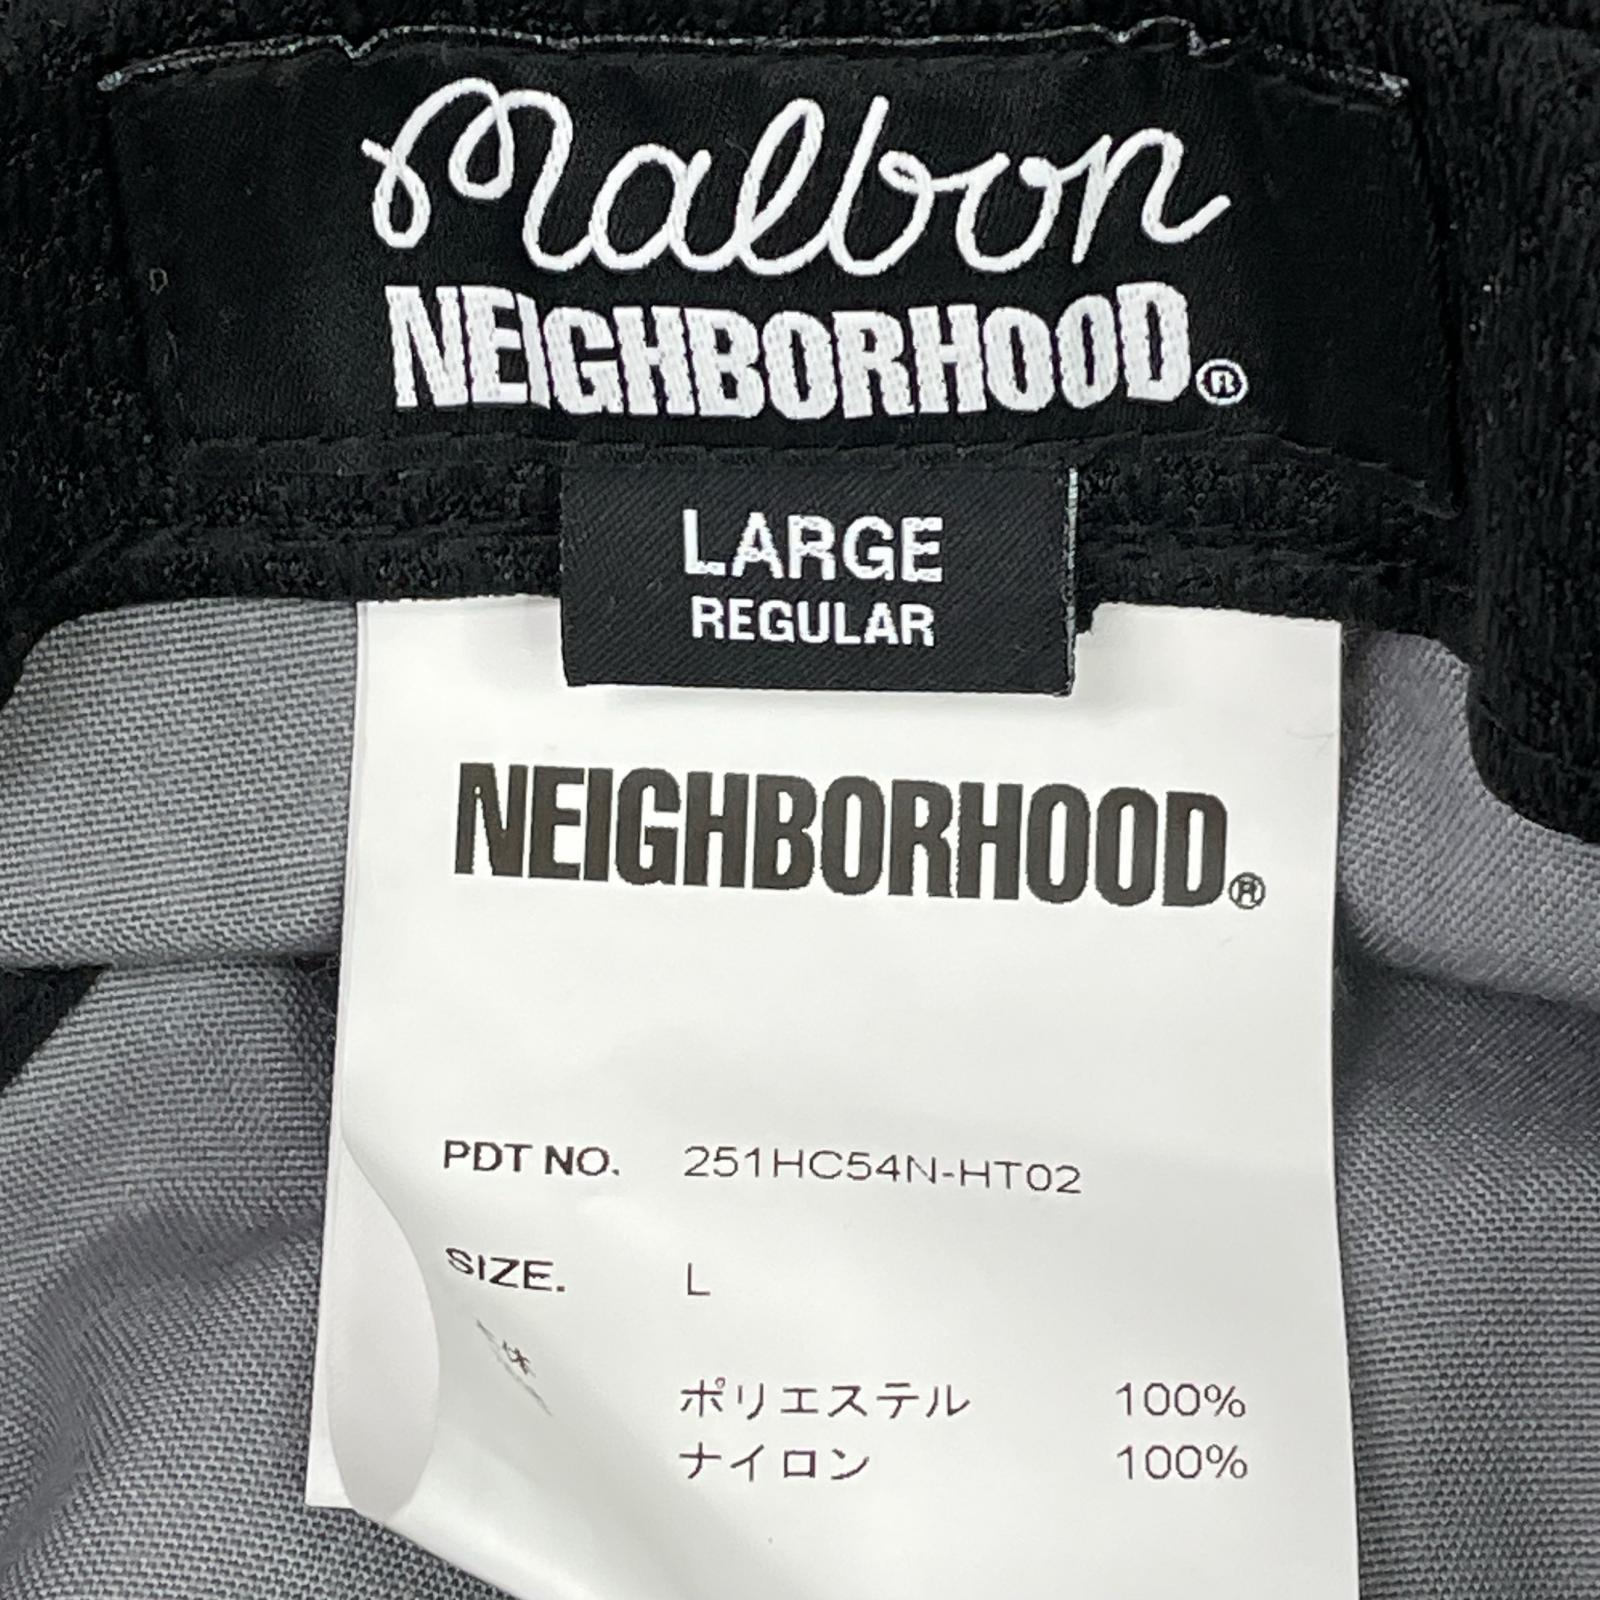 malbon
NEIGHBORHOOD®
LARGE
REGULAR
NEIGHBORHOOD®
PDT NO. 251HC54N-HT02
SIZE. L
ポリエステル 100%
ナイロン 100%